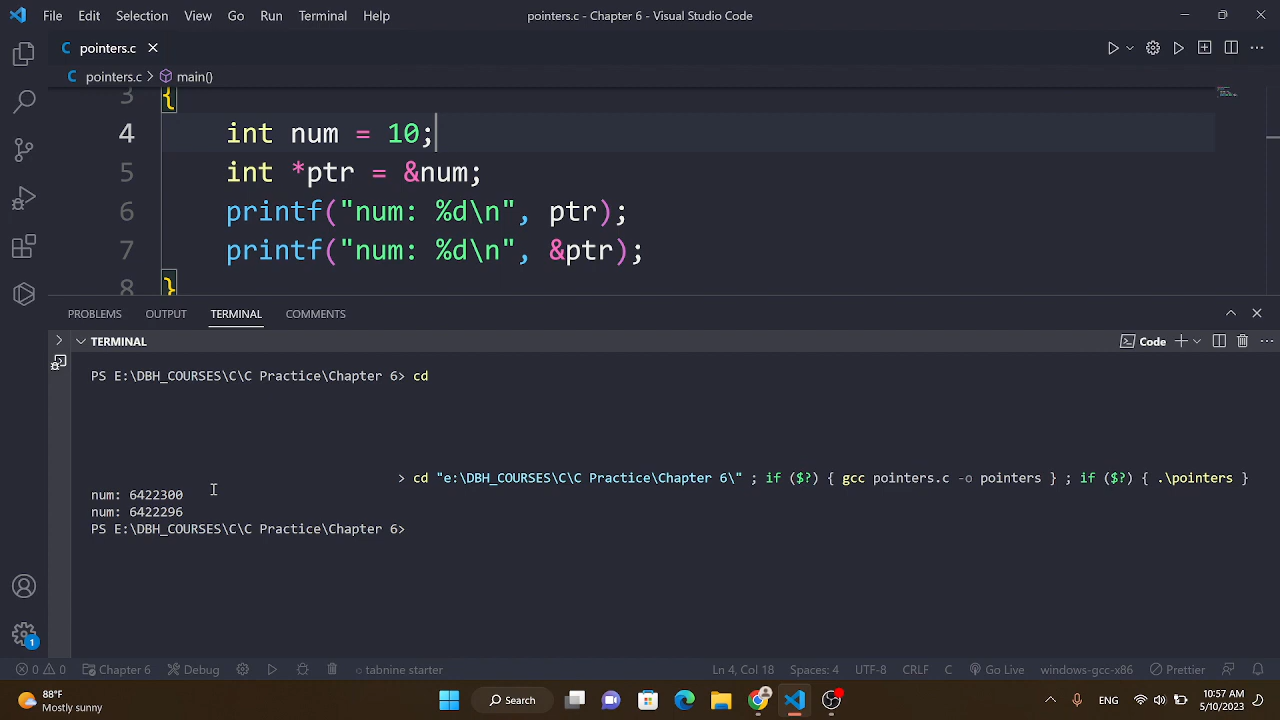 File Edit Selection View Go Run Terminal Help pointers.c - Chapter 6 - Visual Studio Code
C pointers.c
C pointers.c > main()
3 {
4 int num = 10;
5 int *ptr = &num;
6 printf("num: %d\n", ptr);
7 printf("num: %d\n", &ptr);
8 }
PROBLEMS OUTPUT TERMINAL COMMENTS
TERMINAL Code
PS E:\DBH_COURSES\C\C Practice\Chapter 6> cd
> cd "e:\DBH_COURSES\C\C Practice\Chapter 6\" ; if ($?) { gcc pointers.c -o pointers } ; if ($?) { .\pointers }
num: 6422300
num: 6422296
PS E:\DBH_COURSES\C\C Practice\Chapter 6>
1
0 0 Chapter 6 Debug tabnine starter Ln 4, Col 18 Spaces: 4 UTF-8 CRLF C Go Live windows-gcc-x86 Prettier
88°F
Mostly sunny
Search
ENG
10:57 AM
5/10/2023